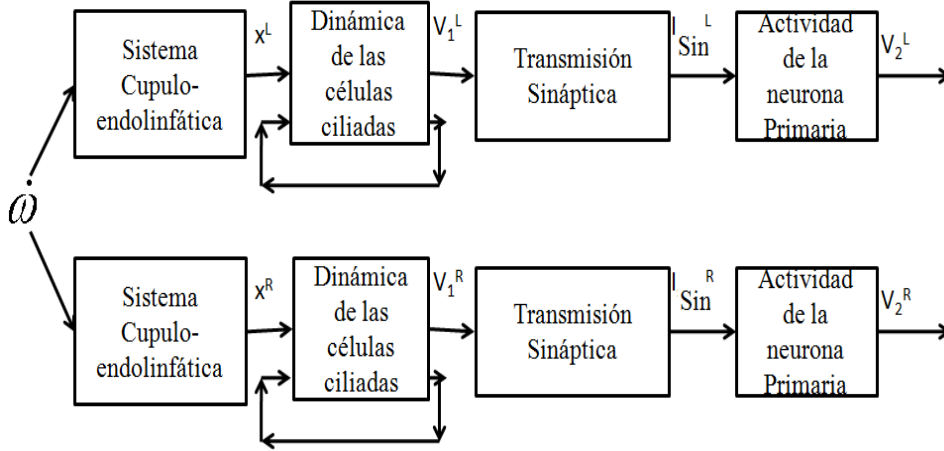 Sistema
Cupulo-
endolinfática
x^L
Dinámica
de las
células
ciliadas
V₁^L
Transmisión
Sináptica
I Sin^L
Actividad
de la
neurona
Primaria
V₂^L
ω̇
Sistema
Cupulo-
endolinfática
x^R
Dinámica
de las
células
ciliadas
V₁^R
Transmisión
Sináptica
I Sin^R
Actividad
de la
neurona
Primaria
V₂^R